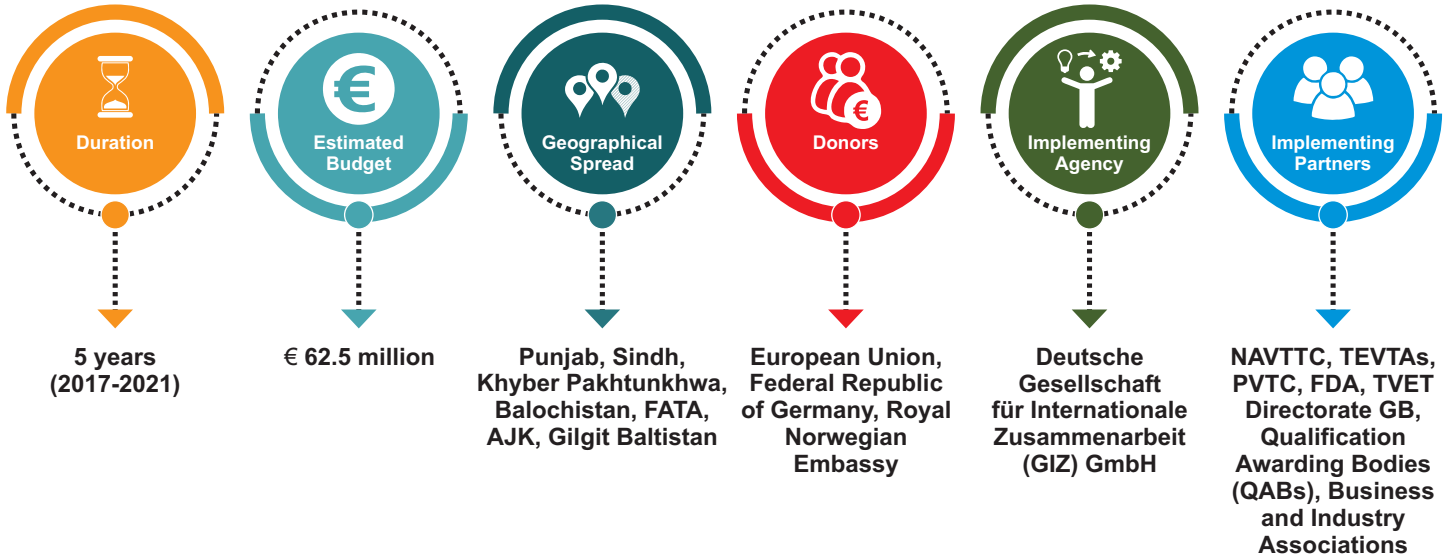 Duration
5 years
(2017-2021)
€
Estimated
Budget
€ 62.5 million
Geographical
Spread
Punjab, Sindh,
Khyber Pakhtunkhwa,
Balochistan, FATA,
AJK, Gilgit Baltistan
€
Donors
European Union,
Federal Republic
of Germany, Royal
Norwegian
Embassy
Implementing
Agency
Deutsche
Gesellschaft
für Internationale
Zusammenarbeit
(GIZ) GmbH
Implementing
Partners
NAVTTC, TEVTAs,
PVTC, FDA, TVET
Directorate GB,
Qualification
Awarding Bodies
(QABs), Business
and Industry
Associations